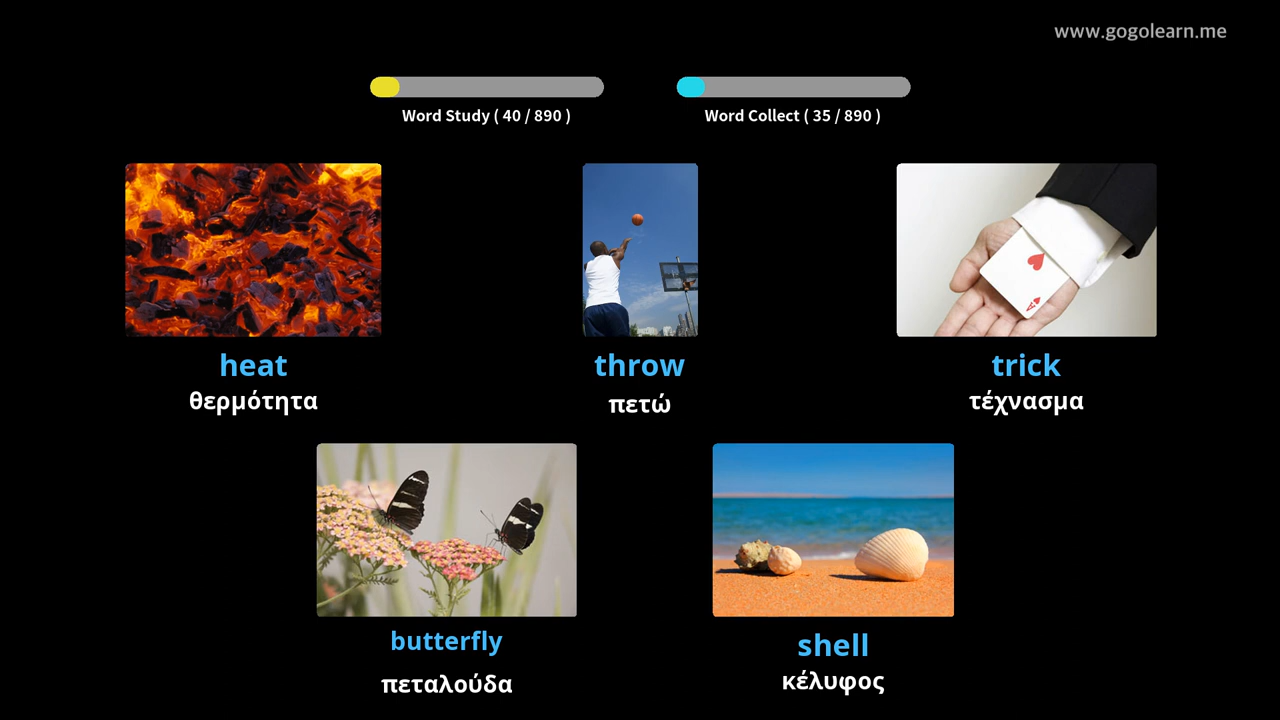 www.gogolearn.me
Word Study ( 40 / 890 )
Word Collect ( 35 / 890 )
heat
θερμότητα
throw
πετώ
trick
τέχνασμα
butterfly
πεταλούδα
shell
κέλυφος